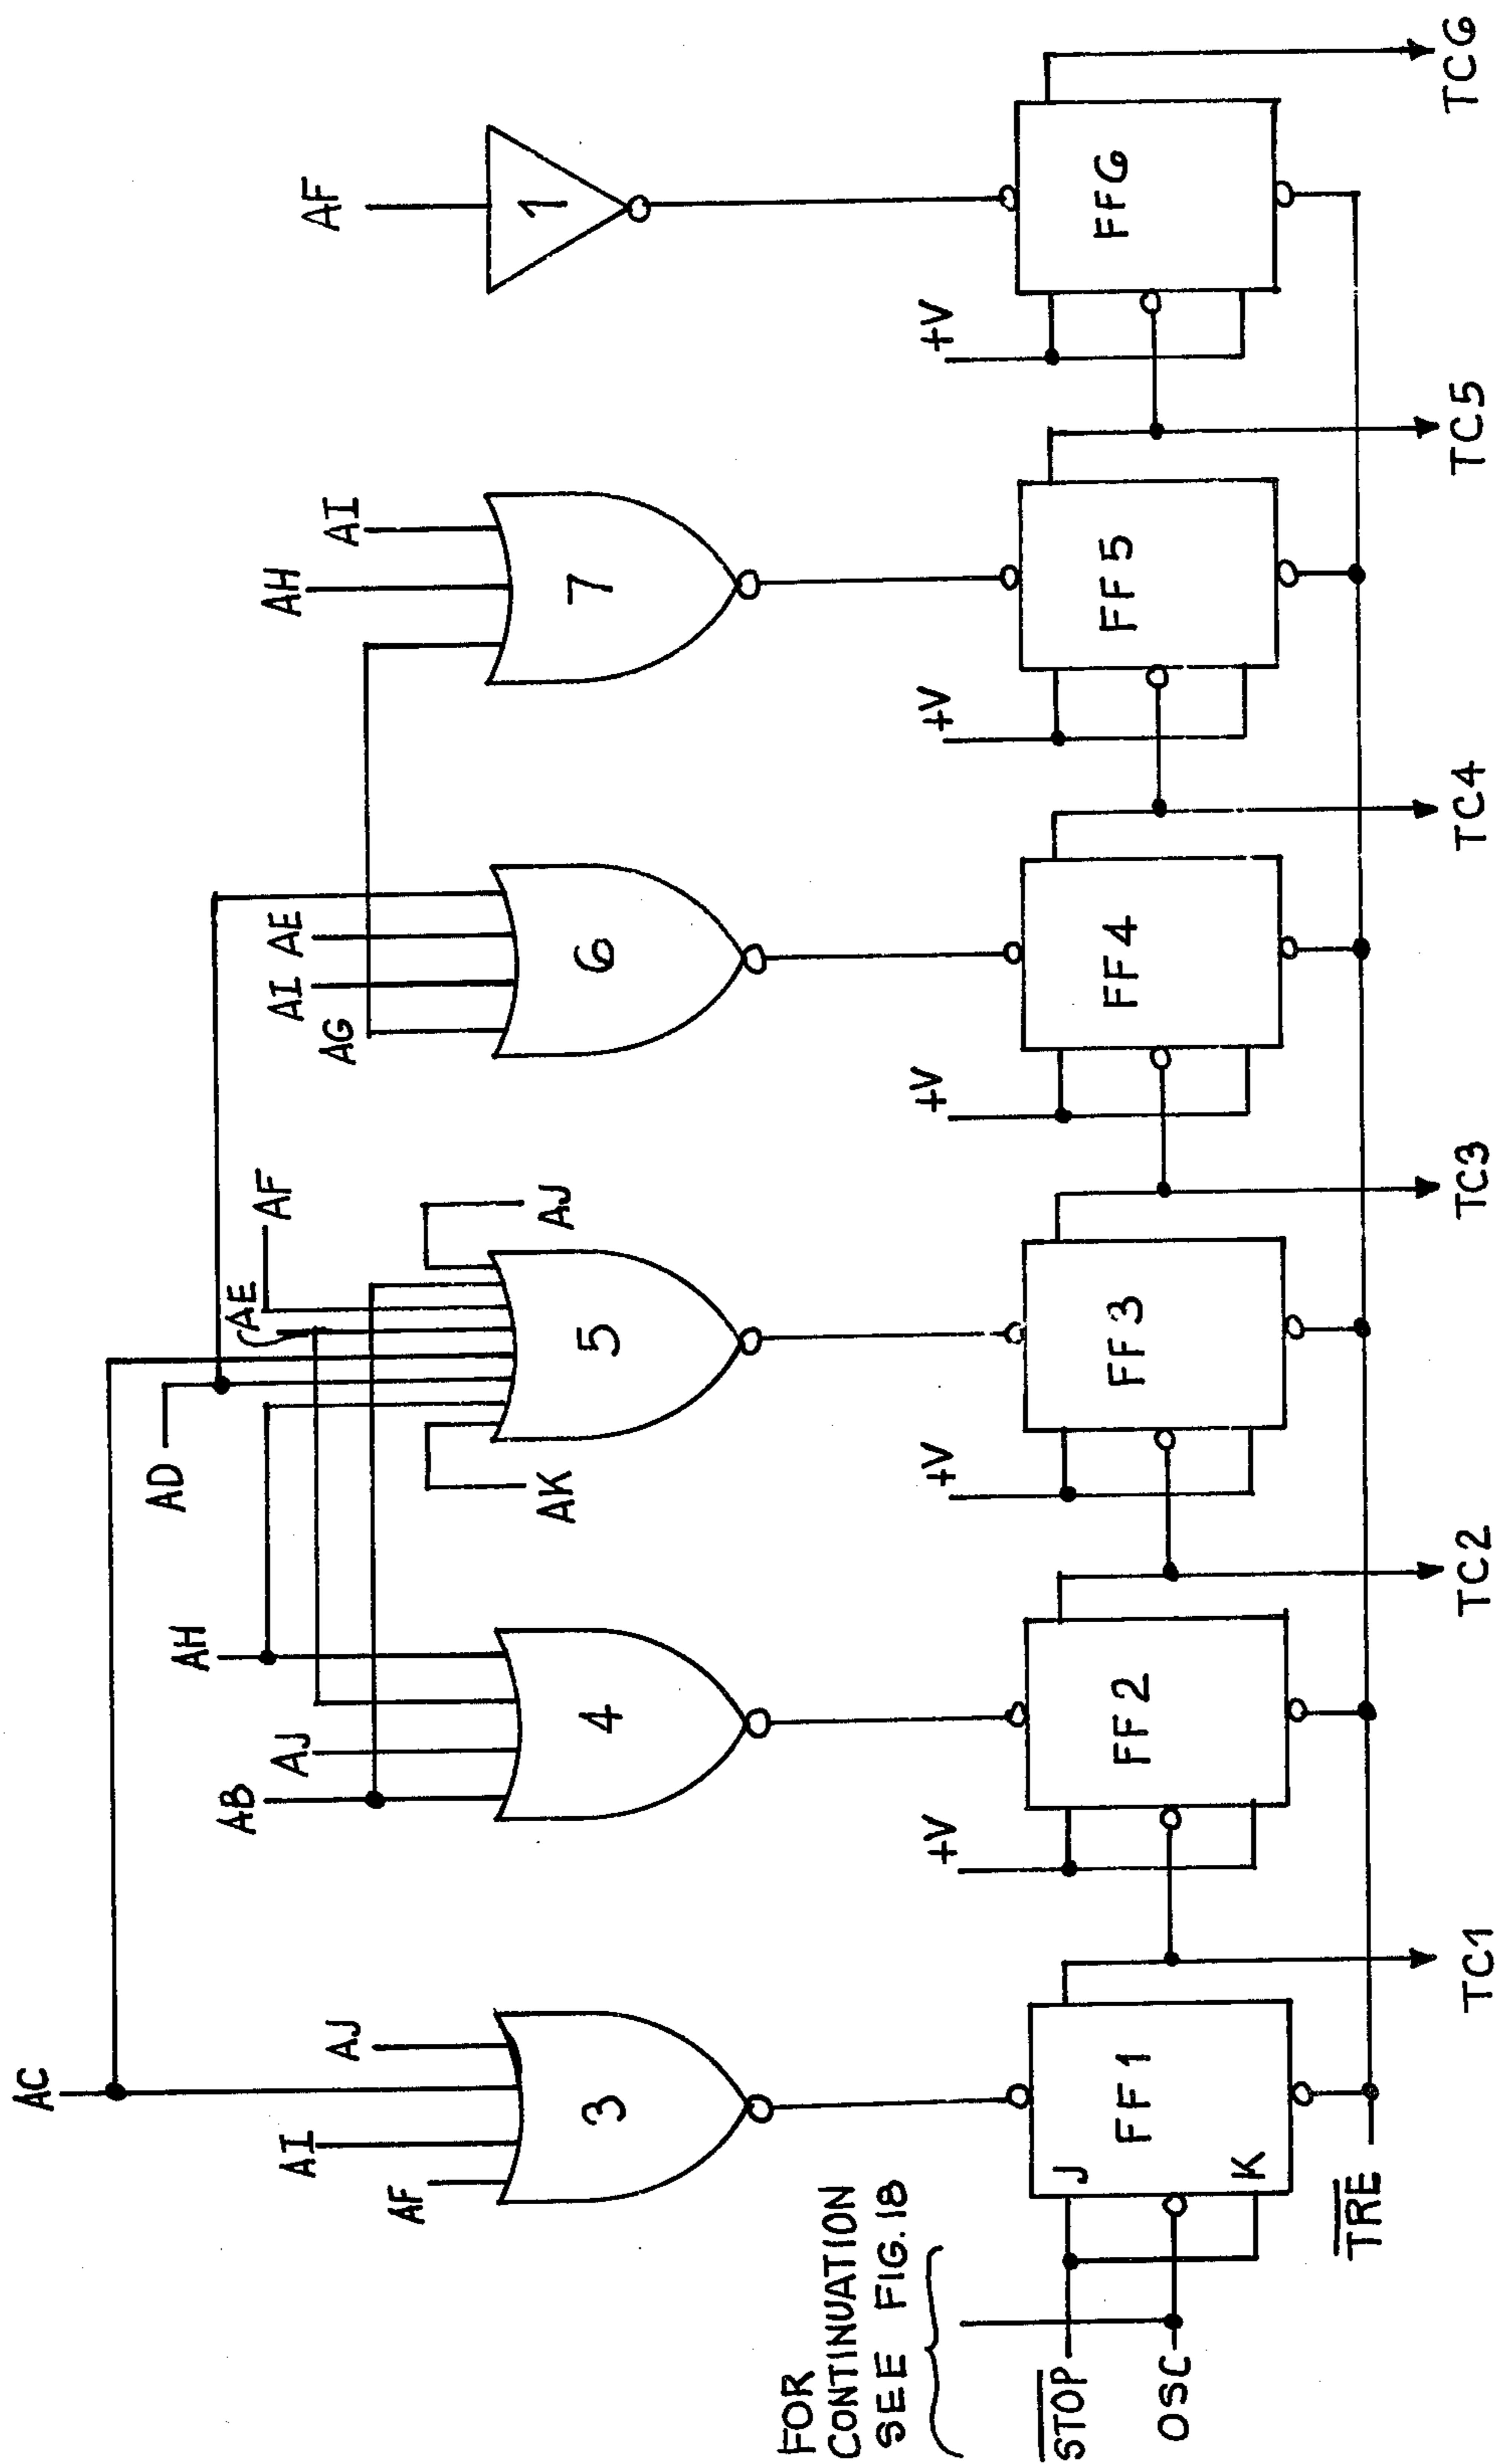 AC
AD
AH
AB
AE
AF
AJ
AI
AE
AH
AI
AJ
AG
AI
AF
AF
AK
AJ
3
4
5
6
7
1
FOR
CONTINUATION
SEE FIG. 18
+V
+V
+V
+V
+V
STOP
OSC
J
K
FF1
FF2
FF3
FF4
FF5
FF6
TRE
TC1
TC2
TC3
TC4
TC5
TC6